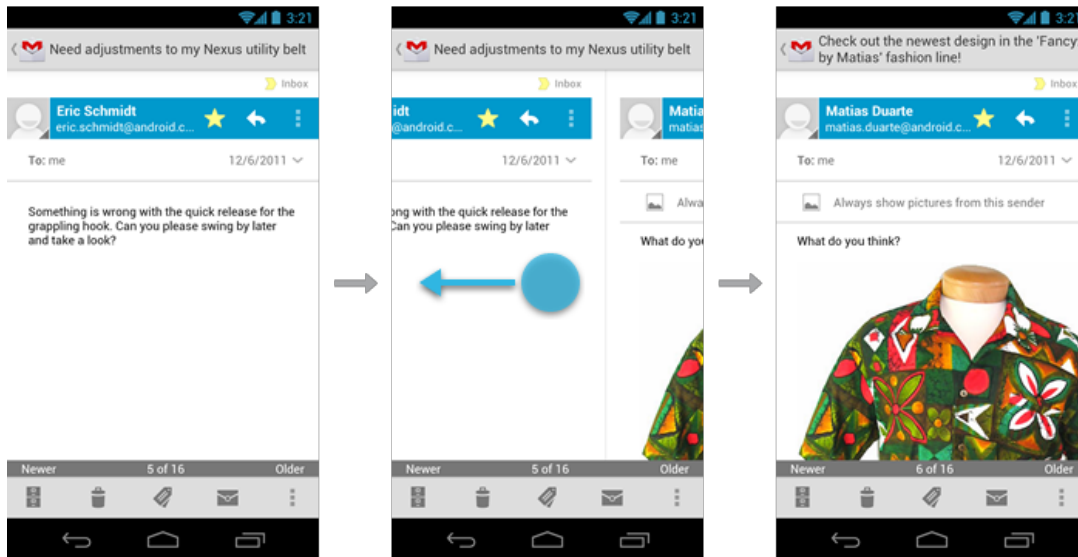 3:21
Need adjustments to my Nexus utility belt
Inbox
Eric Schmidt
eric.schmidt@android.c...
To: me
12/6/2011
Something is wrong with the quick release for the
grappling hook. Can you please swing by later
and take a look?
Newer 5 of 16 Older
3:21
Need adjustments to my Nexus utility belt
Inbox
idt
@android.c...
12/6/2011
ong with the quick release for the
Can you please swing by later
Matia
matias
To: me
Alwa
What do you
Newer 5 of 16 Older
3:21
Check out the newest design in the 'Fancy
by Matias' fashion line!
Inbox
Matias Duarte
matias.duarte@android.c...
To: me
12/6/2011
Always show pictures from this sender
What do you think?
Newer 6 of 16 Older